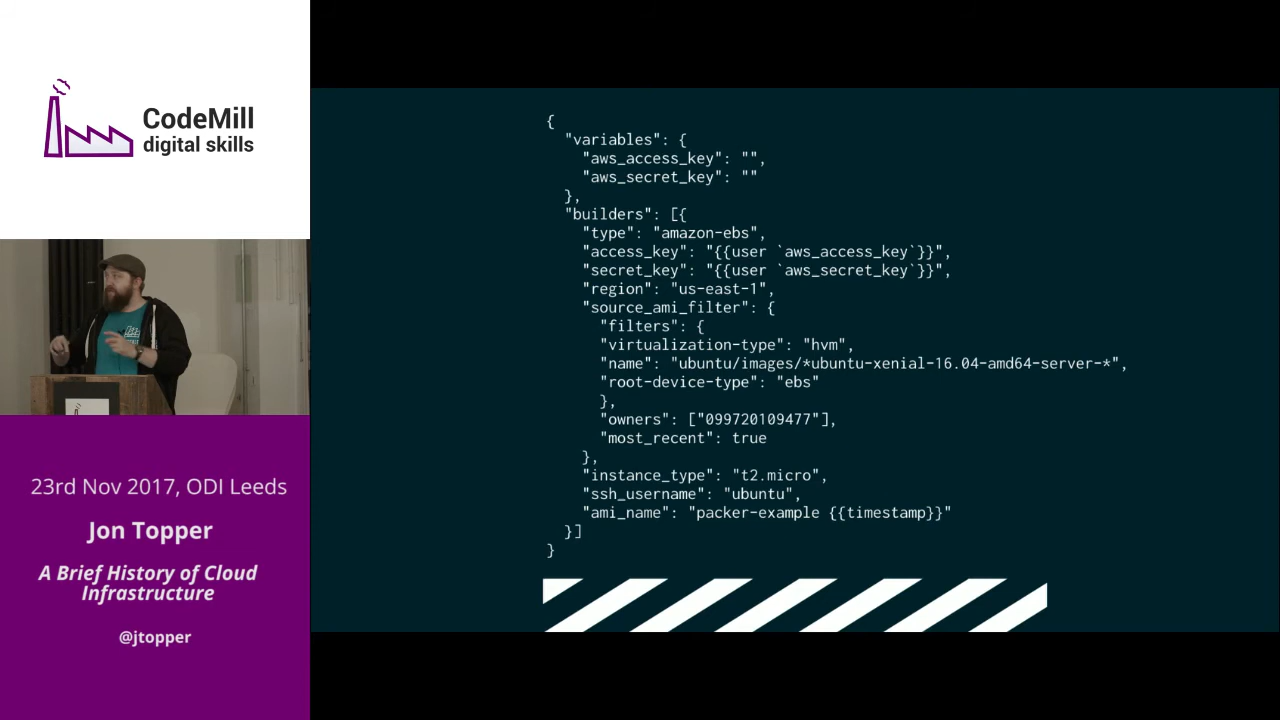 CodeMill
digital skills
23rd Nov 2017, ODI Leeds
Jon Topper
A Brief History of Cloud
Infrastructure
@jtopper
{
"variables": {
"aws_access_key": "",
"aws_secret_key": ""
},
"builders": [{
"type": "amazon-ebs",
"access_key": "{{user `aws_access_key`}}",
"secret_key": "{{user `aws_secret_key`}}",
"region": "us-east-1",
"source_ami_filter": {
"filters": {
"virtualization-type": "hvm",
"name": "ubuntu/images/*ubuntu-xenial-16.04-amd64-server-*",
"root-device-type": "ebs"
},
"owners": ["099720109477"],
"most_recent": true
},
"instance_type": "t2.micro",
"ssh_username": "ubuntu",
"ami_name": "packer-example {{timestamp}}"
}]
}